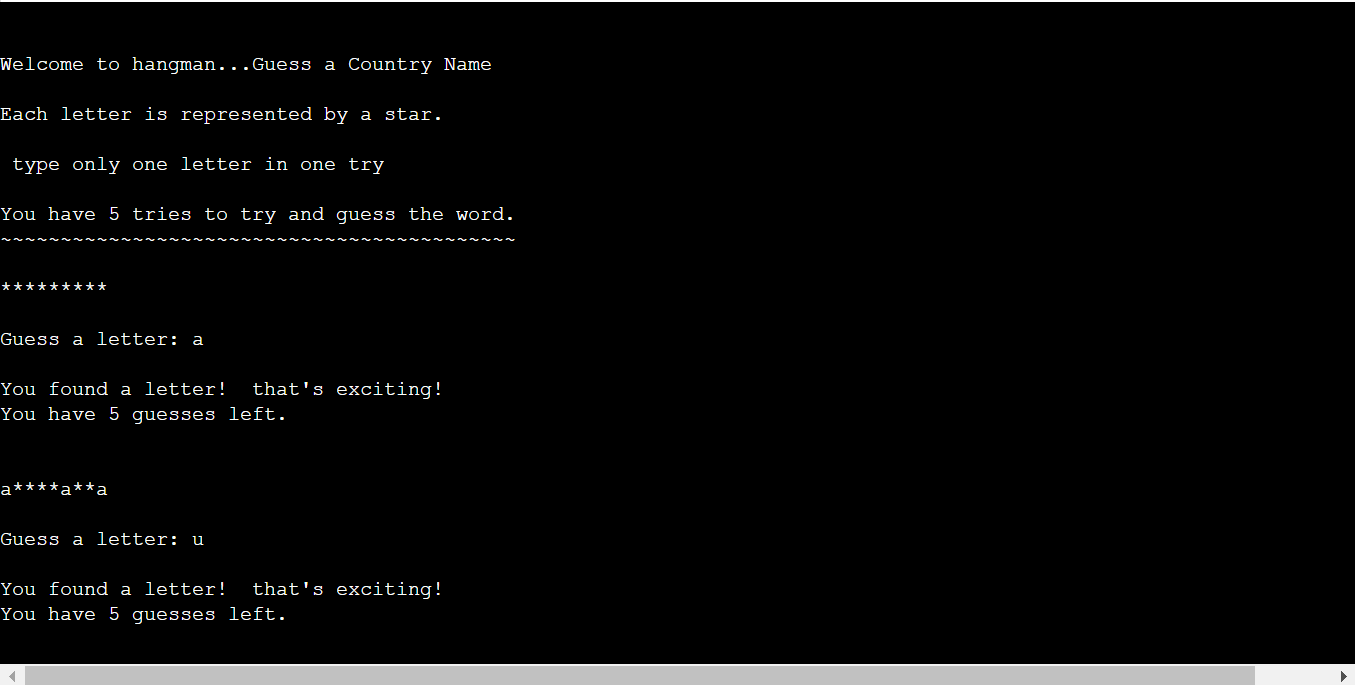 Welcome to hangman...Guess a Country Name
Each letter is represented by a star.
type only one letter in one try
You have 5 tries to try and guess the word.
~~~~~~~~~~~~~~~~~~~~~~~~~~~~~~~~~~~~~~~~~~~
*********
Guess a letter: a
You found a letter!  that's exciting!
You have 5 guesses left.
a****a**a
Guess a letter: u
You found a letter!  that's exciting!
You have 5 guesses left.